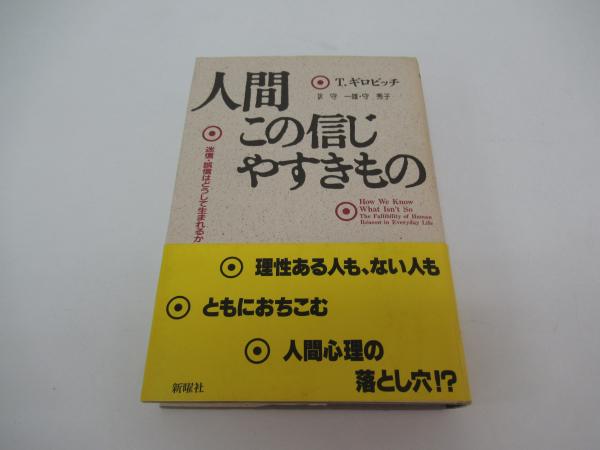 T.ギロビッチ
訳 守 一雄・守 秀子
人間
この信じ
やすきもの
迷信・誤信はどうして生まれるか
How We Know
What Isn't So
The Fallibility of Human
Reason in Everyday Life
理性ある人も、ない人も
ともにおちこむ
人間心理の
落とし穴!?
新曜社